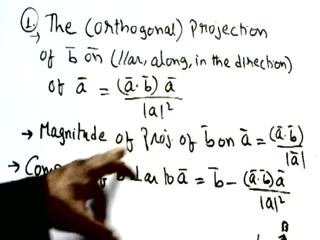 ① The (orthogonal) Projection
→ of b̄ on (llar, along, in the direction)
of ā = (ā·b̄) ā / |ā|²
→ Magnitude of Proj of b̄ on ā = (ā·b̄) / |ā|
→ Com b̄ ⊥ar to ā = b̄ - (ā·b̄)ā / |ā|²
B